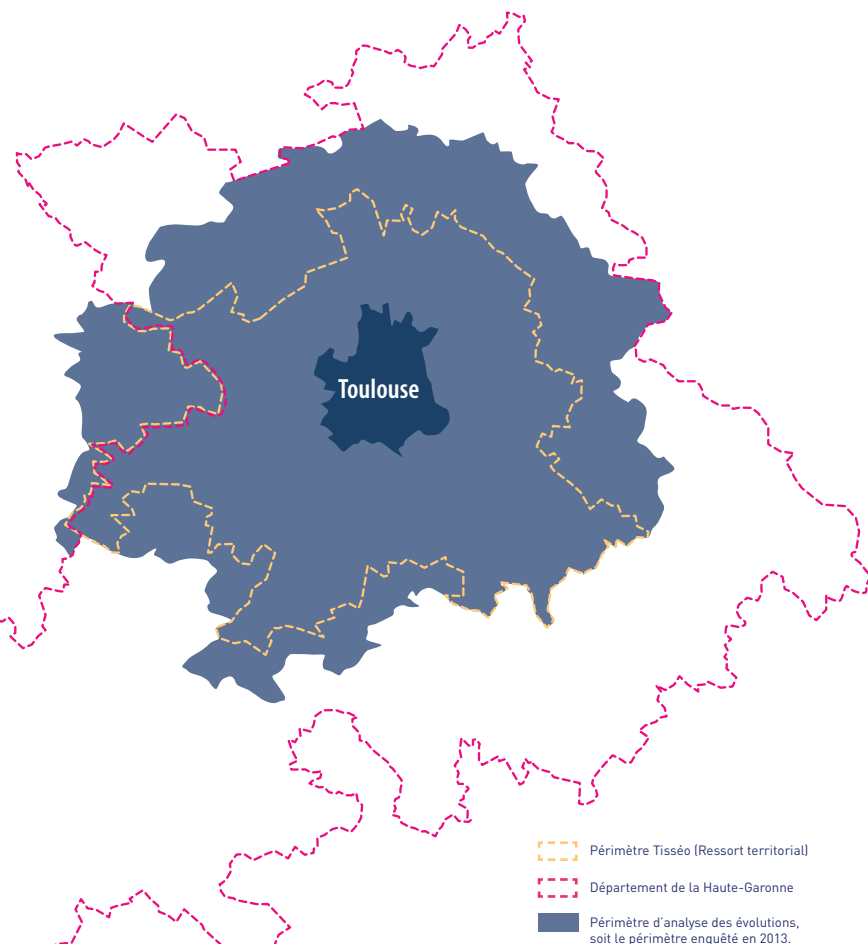 Toulouse
Périmètre Tisséo (Ressort territorial)
Département de la Haute-Garonne
Périmètre d'analyse des évolutions,
soit le périmètre enquêté en 2013.